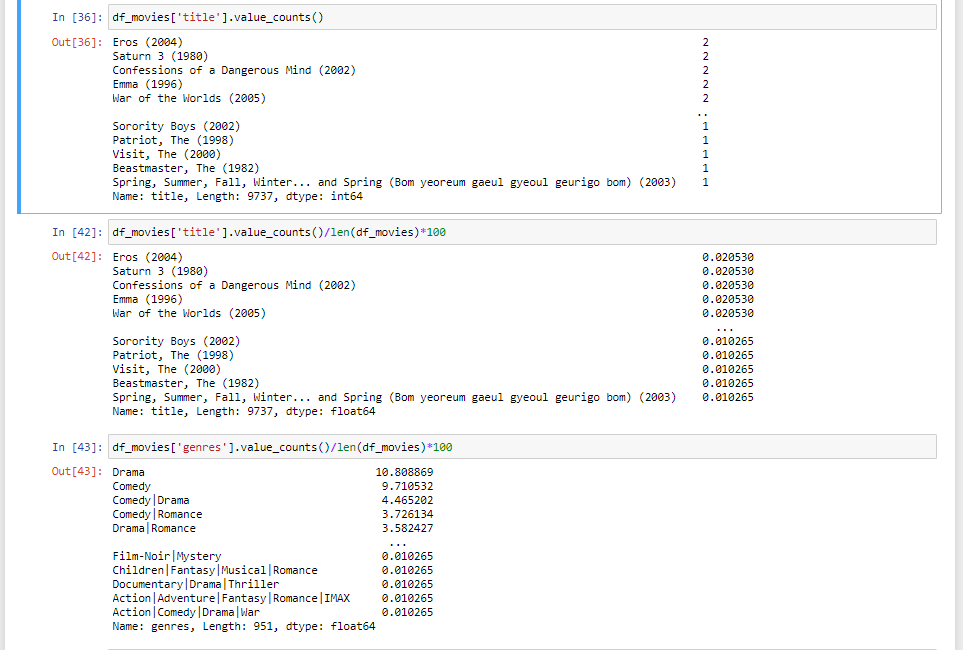 In [36]: df_movies['title'].value_counts()
Out[36]: Eros (2004) 2
Saturn 3 (1980) 2
Confessions of a Dangerous Mind (2002) 2
Emma (1996) 2
War of the Worlds (2005) 2
..
Sorority Boys (2002) 1
Patriot, The (1998) 1
Visit, The (2000) 1
Beastmaster, The (1982) 1
Spring, Summer, Fall, Winter... and Spring (Bom yeoreum gaeul gyeoul geurigo bom) (2003) 1
Name: title, Length: 9737, dtype: int64
In [42]: df_movies['title'].value_counts()/len(df_movies)*100
Out[42]: Eros (2004) 0.020530
Saturn 3 (1980) 0.020530
Confessions of a Dangerous Mind (2002) 0.020530
Emma (1996) 0.020530
War of the Worlds (2005) 0.020530
...
Sorority Boys (2002) 0.010265
Patriot, The (1998) 0.010265
Visit, The (2000) 0.010265
Beastmaster, The (1982) 0.010265
Spring, Summer, Fall, Winter... and Spring (Bom yeoreum gaeul gyeoul geurigo bom) (2003) 0.010265
Name: title, Length: 9737, dtype: float64
In [43]: df_movies['genres'].value_counts()/len(df_movies)*100
Out[43]: Drama 10.808869
Comedy 9.710532
Comedy|Drama 4.465202
Comedy|Romance 3.726134
Drama|Romance 3.582427
...
Film-Noir|Mystery 0.010265
Children|Fantasy|Musical|Romance 0.010265
Documentary|Drama|Thriller 0.010265
Action|Adventure|Fantasy|Romance|IMAX 0.010265
Action|Comedy|Drama|War 0.010265
Name: genres, Length: 951, dtype: float64